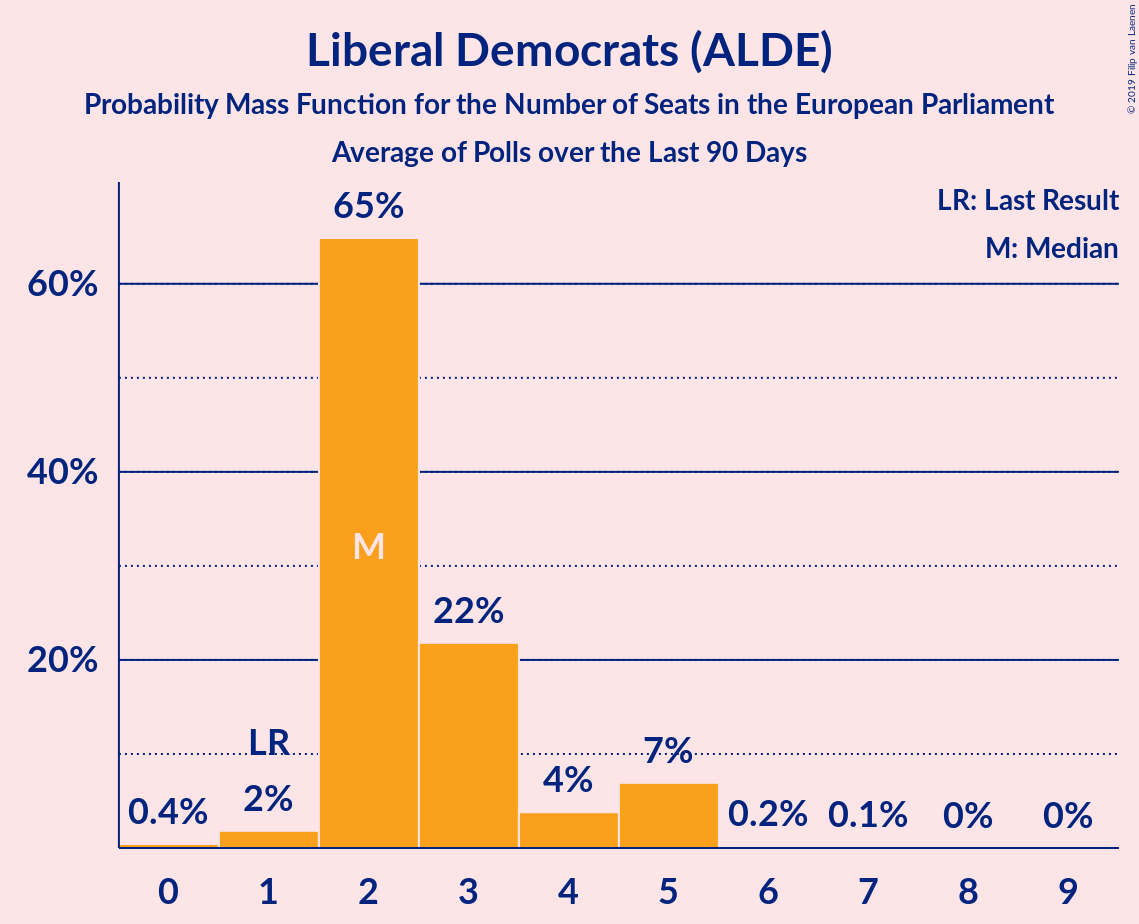 Liberal Democrats (ALDE)
Probability Mass Function for the Number of Seats in the European Parliament
Average of Polls over the Last 90 Days
© 2019 Filip van Laenen
LR: Last Result
M: Median
65%
60%
40%
M
22%
20%
LR
7%
4%
2%
0.4%
0.2%
0.1%
0%
0%
0 1 2 3 4 5 6 7 8 9